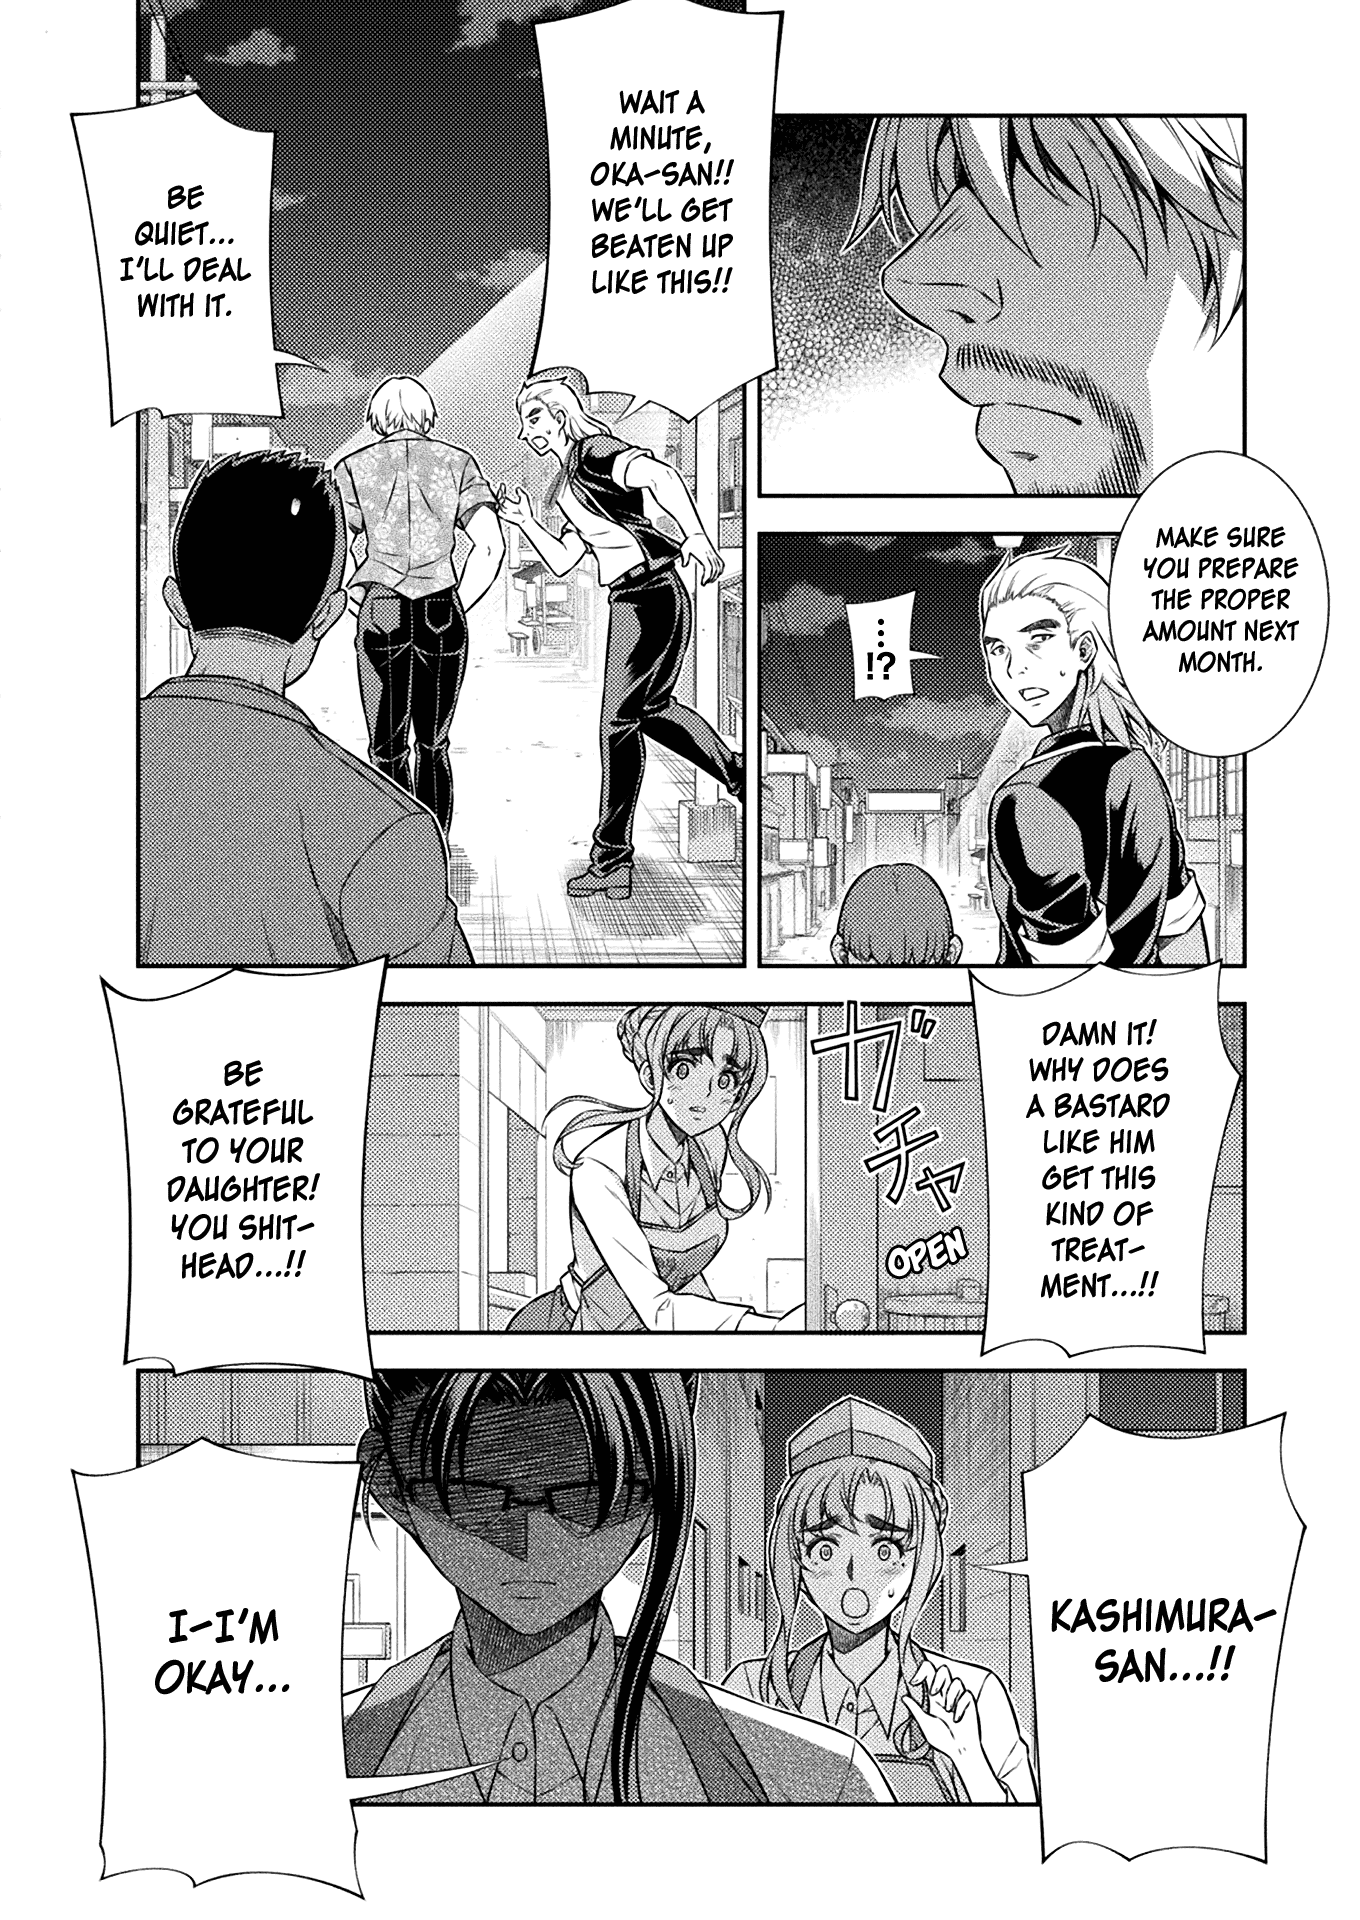 MAKE SURE
YOU PREPARE
THE PROPER
AMOUNT NEXT
MONTH.
…
!?
WAIT A
MINUTE,
OKA-SAN!!
WE'LL GET
BEATEN UP
LIKE THIS!!
BE
QUIET...
I'LL DEAL
WITH IT.
DAMN IT!
WHY DOES
A BASTARD
LIKE HIM
GET THIS
KIND OF
TREAT-
MENT...!!
ガチャ
OPEN
BE
GRATEFUL
TO YOUR
DAUGHTER!
YOU SHIT-
HEAD...!!
KASHIMURA-
SAN...!!
I-I'M
OKAY...